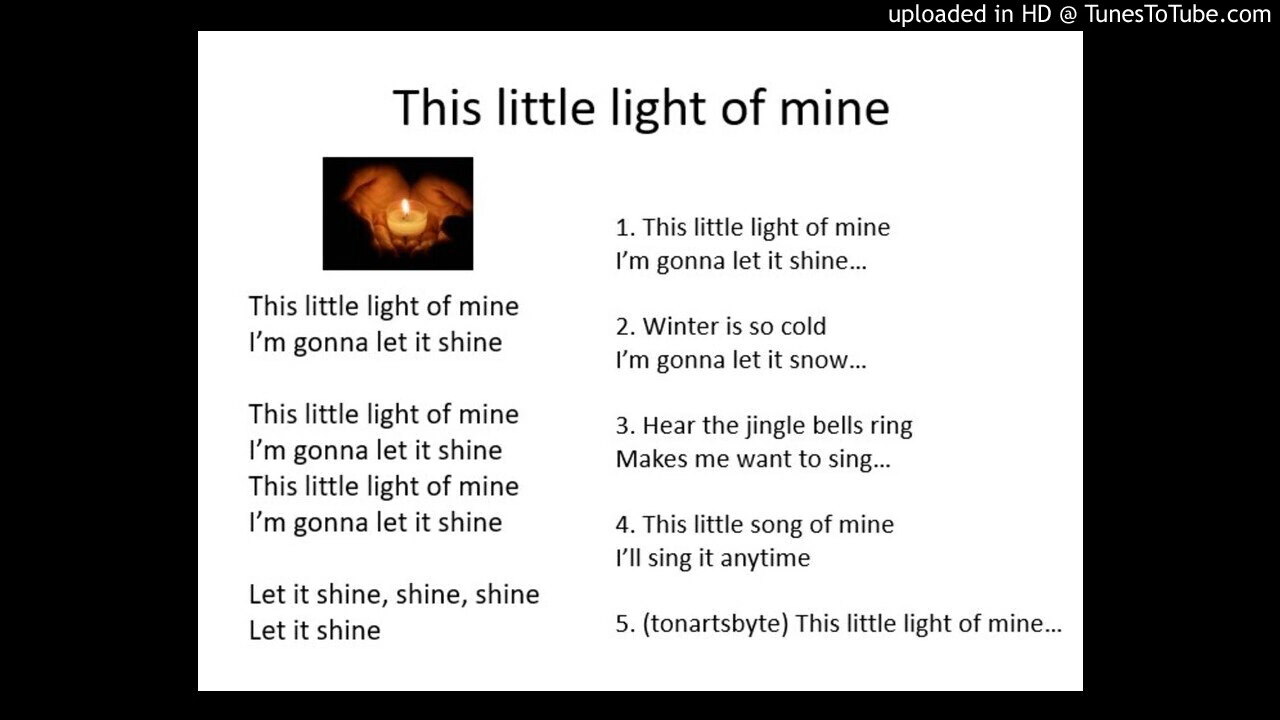 uploaded in HD @ TunesToTube.com
This little light of mine
This little light of mine
I'm gonna let it shine
This little light of mine
I'm gonna let it shine
This little light of mine
I'm gonna let it shine
Let it shine, shine, shine
Let it shine
1. This little light of mine
I'm gonna let it shine...
2. Winter is so cold
I'm gonna let it snow...
3. Hear the jingle bells ring
Makes me want to sing...
4. This little song of mine
I'll sing it anytime
5. (tonartsbyte) This little light of mine...